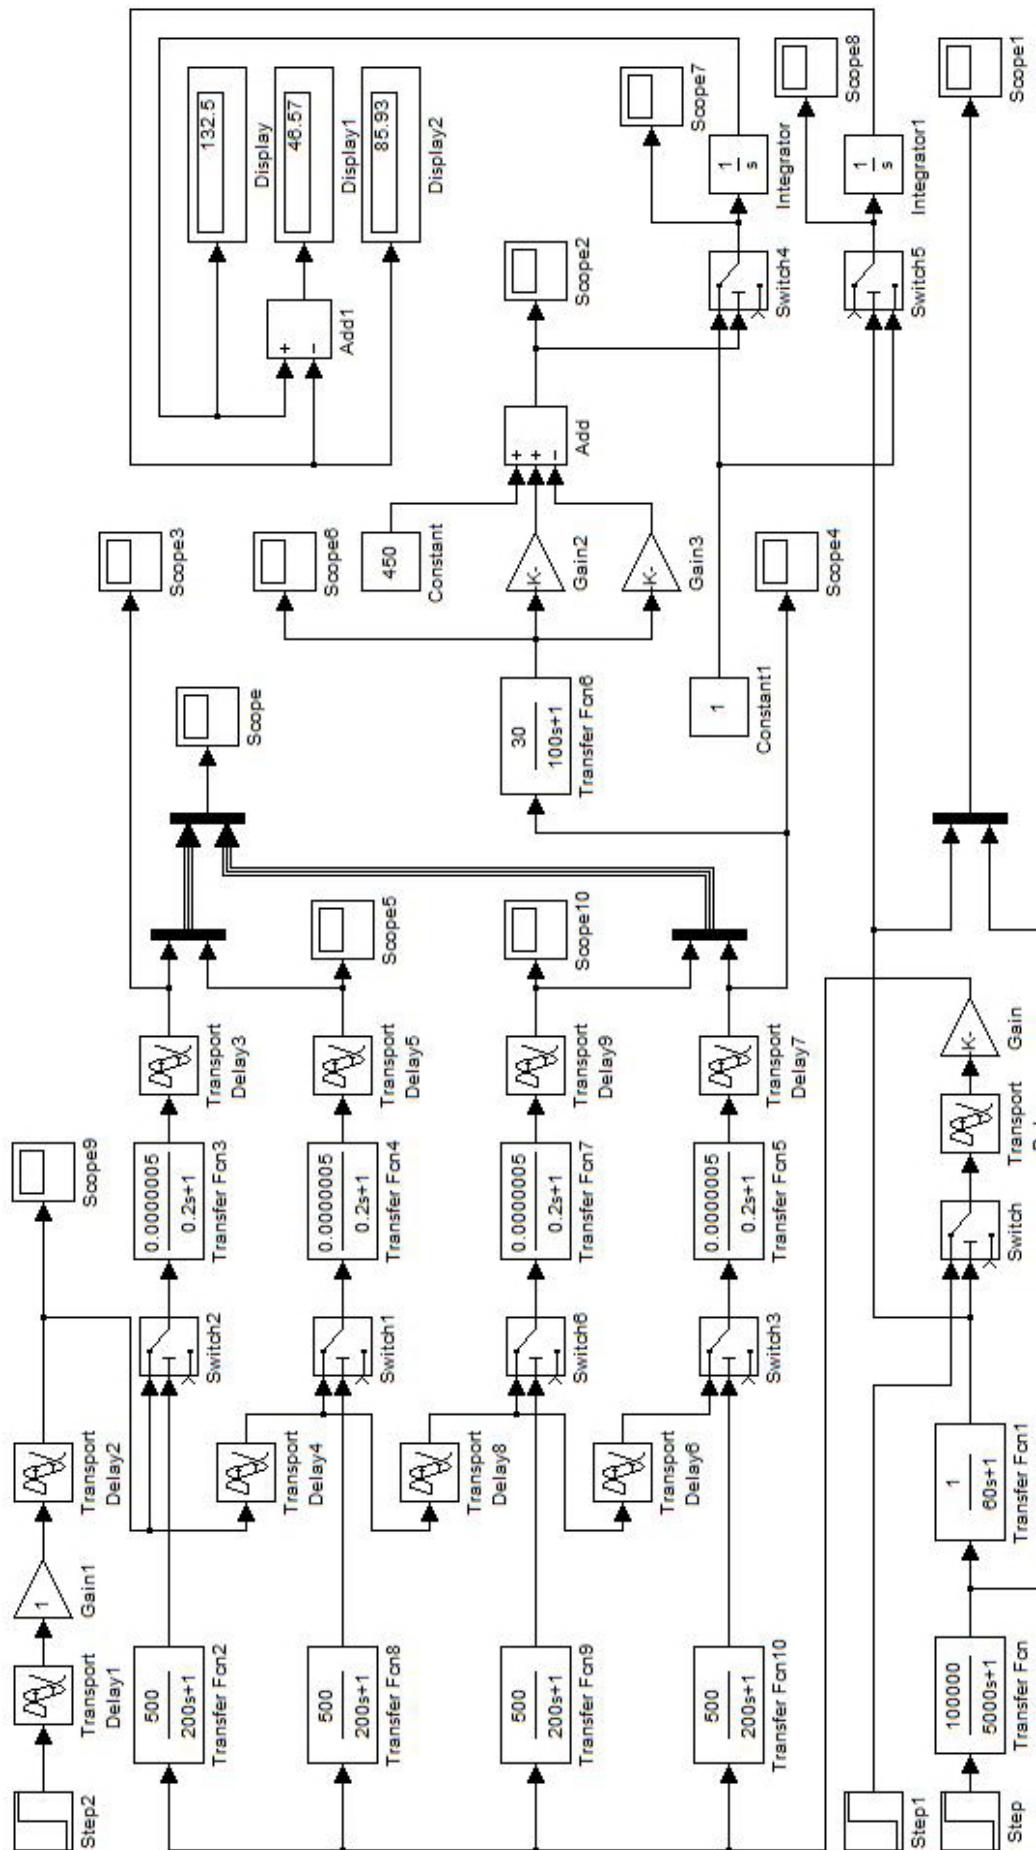 Step2
Transport
Delay1
1
Gain1
Transport
Delay2
Scope9
500
200s+1
Transfer Fcn2
Switch2
0.0000005
0.2s+1
Transfer Fcn3
Transport
Delay3
Scope3
Scope
Transport
Delay4
500
200s+1
Transfer Fcn8
Switch1
0.0000005
0.2s+1
Transfer Fcn4
Transport
Delay5
Scope5
Transport
Delay8
500
200s+1
Transfer Fcn9
Switch6
0.0000005
0.2s+1
Transfer Fcn7
Transport
Delay9
Scope10
Transport
Delay6
500
200s+1
Transfer Fcn10
Switch3
0.0000005
0.2s+1
Transfer Fcn5
Transport
Delay7
Scope4
Scope6
30
100s+1
Transfer Fcn6
450
Constant
-K-
Gain2
-K-
Gain3
+
+
-
Add
Scope2
1
Constant1
132.5
Display
46.57
Display1
85.93
Display2
+
-
Add1
Scope7
Switch4
1
s
Integrator
Scope8
Switch5
1
s
Integrator1
Step1
Step
100000
5000s+1
Transfer Fcn
1
60s+1
Transfer Fcn1
Switch
Transport
-K-
Gain
Scope1